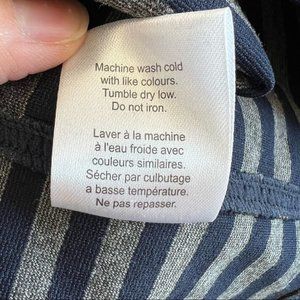 Machine wash cold
with like colours.
Tumble dry low.
Do not iron.
Laver à la machine
à l'eau froide avec
couleurs similaires.
Sécher par culbutage
a basse température.
Ne pas repasser.